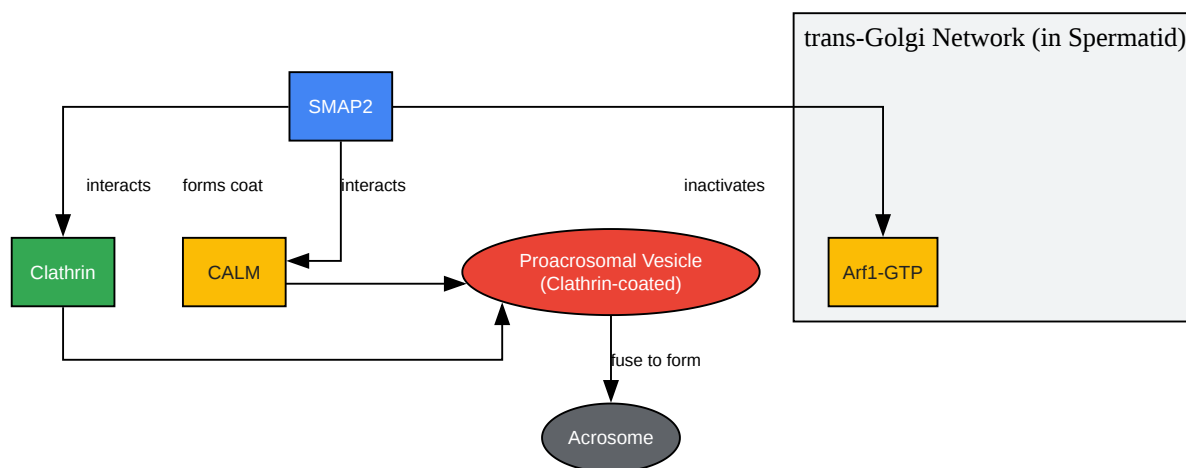 trans-Golgi Network (in Spermatid)
SMAP2
interacts
forms coat
interacts
inactivates
Clathrin
CALM
Proacrosomal Vesicle
(Clathrin-coated)
Arf1-GTP
fuse to form
Acrosome